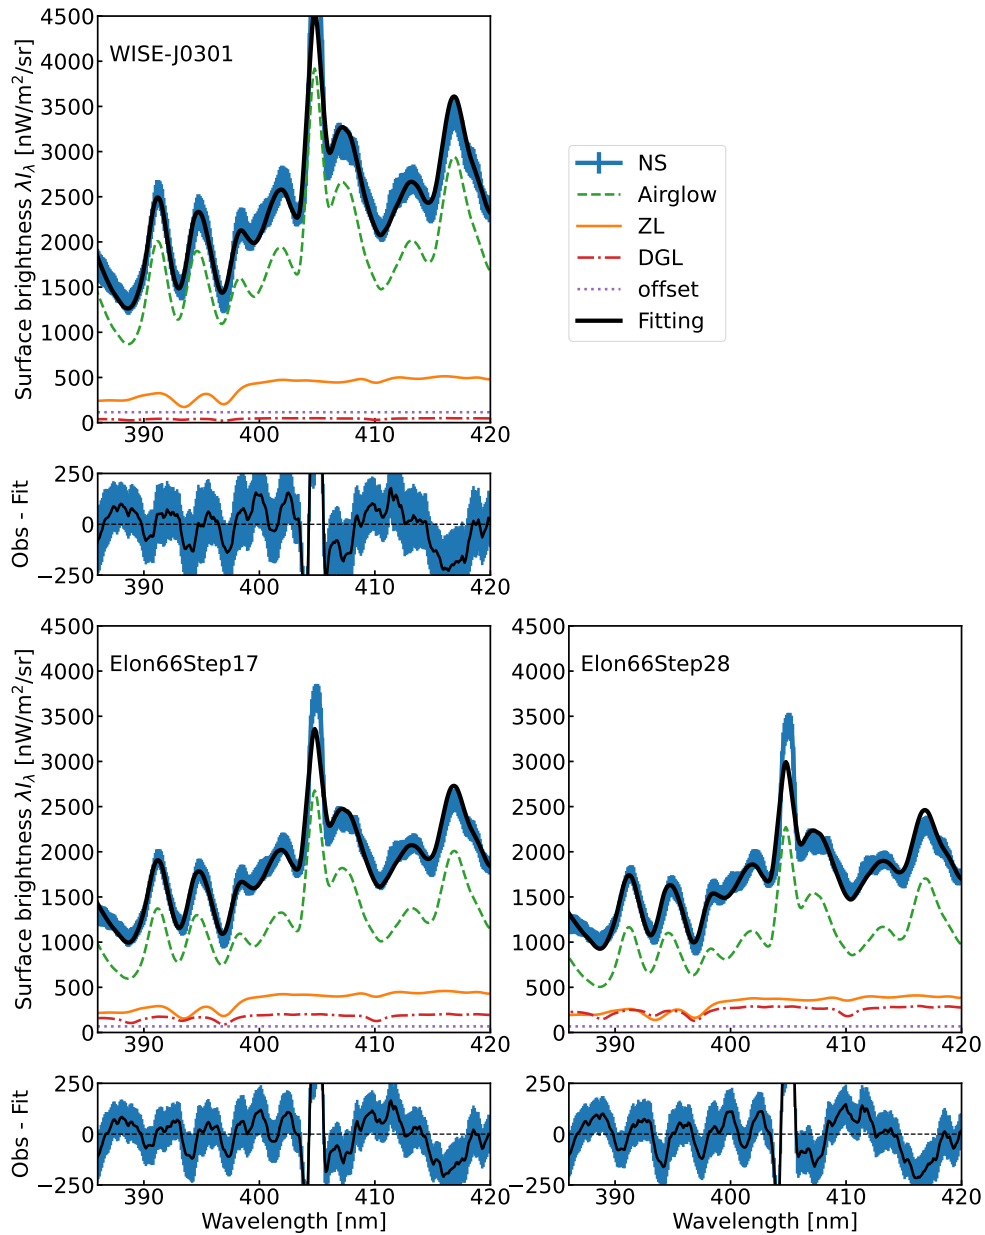 4500
4000
3500
3000
2500
2000
1500
1000
500
0
Surface brightness λI_λ [nW/m²/sr]
WISE-J0301
390 400 410 420
NS
Airglow
ZL
DGL
offset
Fitting
250
0
−250
Obs - Fit
390 400 410 420
4500
4000
3500
3000
2500
2000
1500
1000
500
0
Surface brightness λI_λ [nW/m²/sr]
Elon66Step17
390 400 410 420
4500
4000
3500
3000
2500
2000
1500
1000
500
0
Elon66Step28
390 400 410 420
250
0
−250
Obs - Fit
390 400 410 420
Wavelength [nm]
250
0
−250
390 400 410 420
Wavelength [nm]